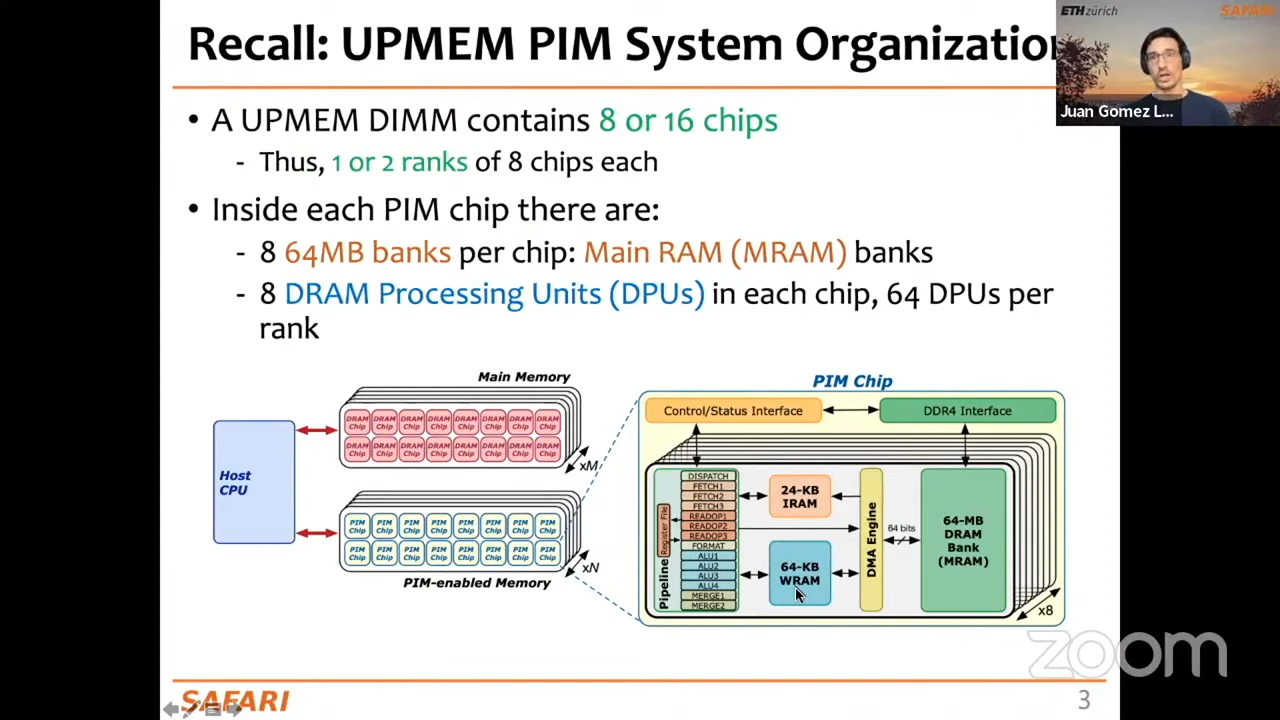 Recall: UPMEM PIM System Organization
ETH zürich
SAFARI
Juan Gomez L...
• A UPMEM DIMM contains 8 or 16 chips
- Thus, 1 or 2 ranks of 8 chips each
• Inside each PIM chip there are:
- 8 64MB banks per chip: Main RAM (MRAM) banks
- 8 DRAM Processing Units (DPUs) in each chip, 64 DPUs per
rank
Main Memory
DRAM Chip DRAM Chip DRAM Chip DRAM Chip DRAM Chip DRAM Chip DRAM Chip DRAM Chip
DRAM Chip DRAM Chip DRAM Chip DRAM Chip DRAM Chip DRAM Chip DRAM Chip DRAM Chip
xM
Host
CPU
PIM Chip PIM Chip PIM Chip PIM Chip PIM Chip PIM Chip PIM Chip PIM Chip
PIM Chip PIM Chip PIM Chip PIM Chip PIM Chip PIM Chip PIM Chip PIM Chip
xN
PIM-enabled Memory
PIM Chip
Control/Status Interface
DDR4 Interface
Pipeline
Register File
DISPATCH
FETCH1
FETCH2
FETCH3
READOP1
READOP2
READOP3
FORMAT
ALU1
ALU2
ALU3
ALU4
MERGE1
MERGE2
24-KB
IRAM
64-KB
WRAM
DMA Engine
64 bits
64-MB
DRAM
Bank
(MRAM)
x8
zoom
SAFARI
3